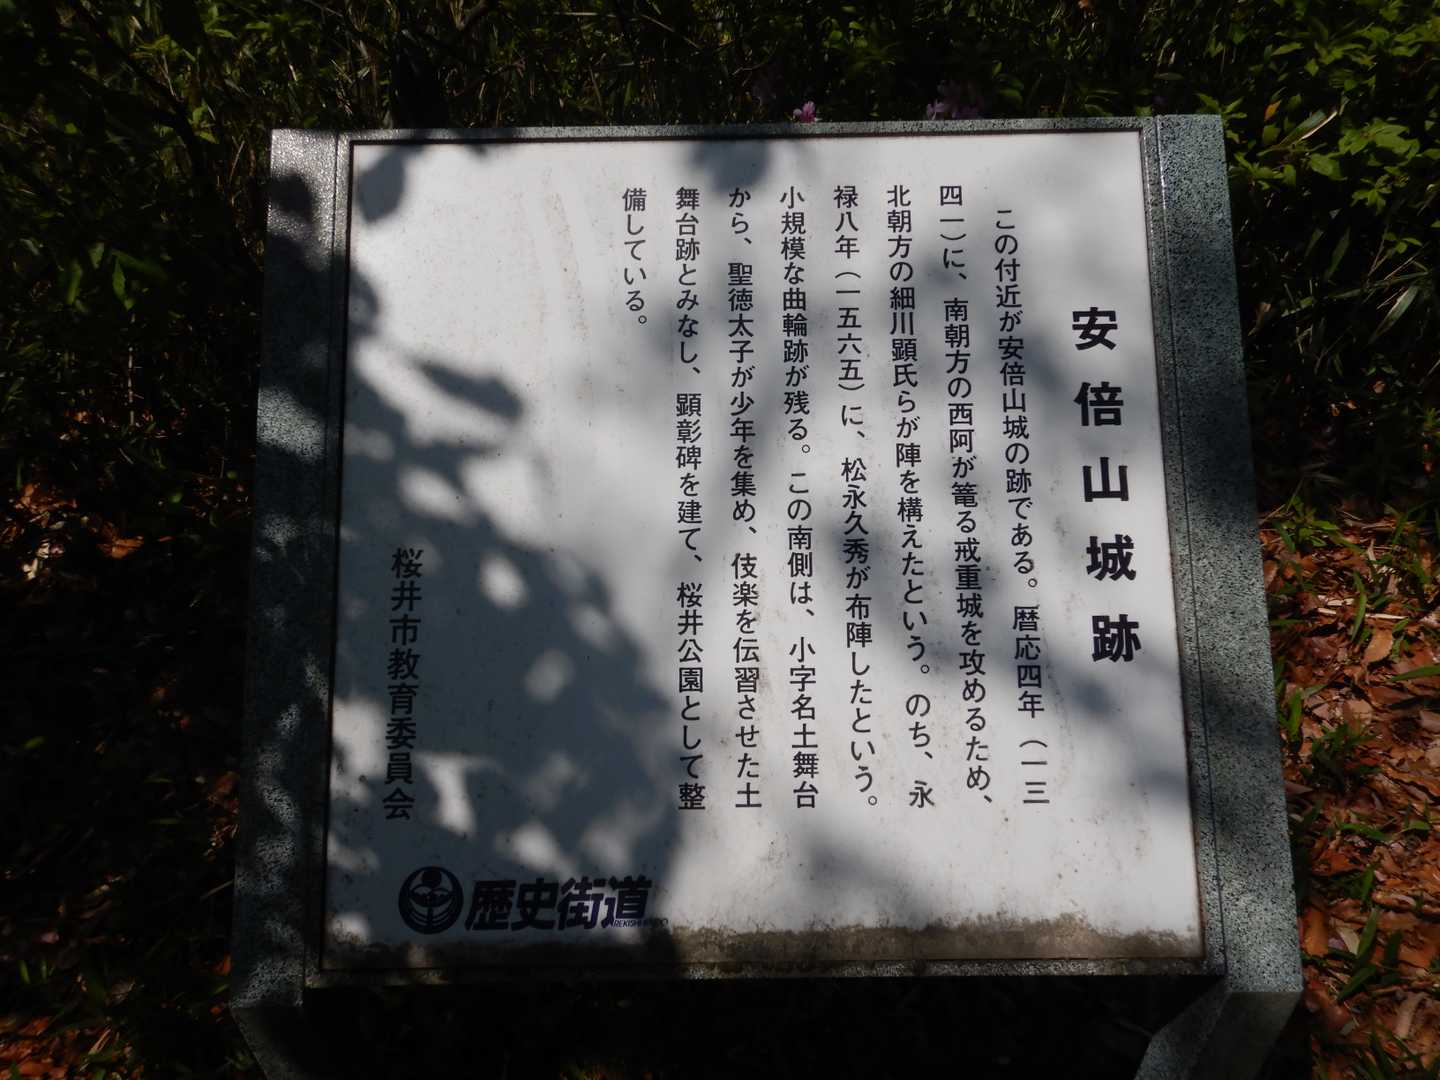 安倍山城跡
この付近が安倍山城の跡である。暦応四年（一三
四一）に、南朝方の西阿が篭る戒重城を攻めるため、
北朝方の細川顕氏らが陣を構えたという。のち、永
禄八年（一五六五）に、松永久秀が布陣したという。
小規模な曲輪跡が残る。この南側は、小字名土舞台
から、聖徳太子が少年を集め、伎楽を伝習させた土
舞台跡とみなし、顕彰碑を建て、桜井公園として整
備している。
桜井市教育委員会
歴史街道